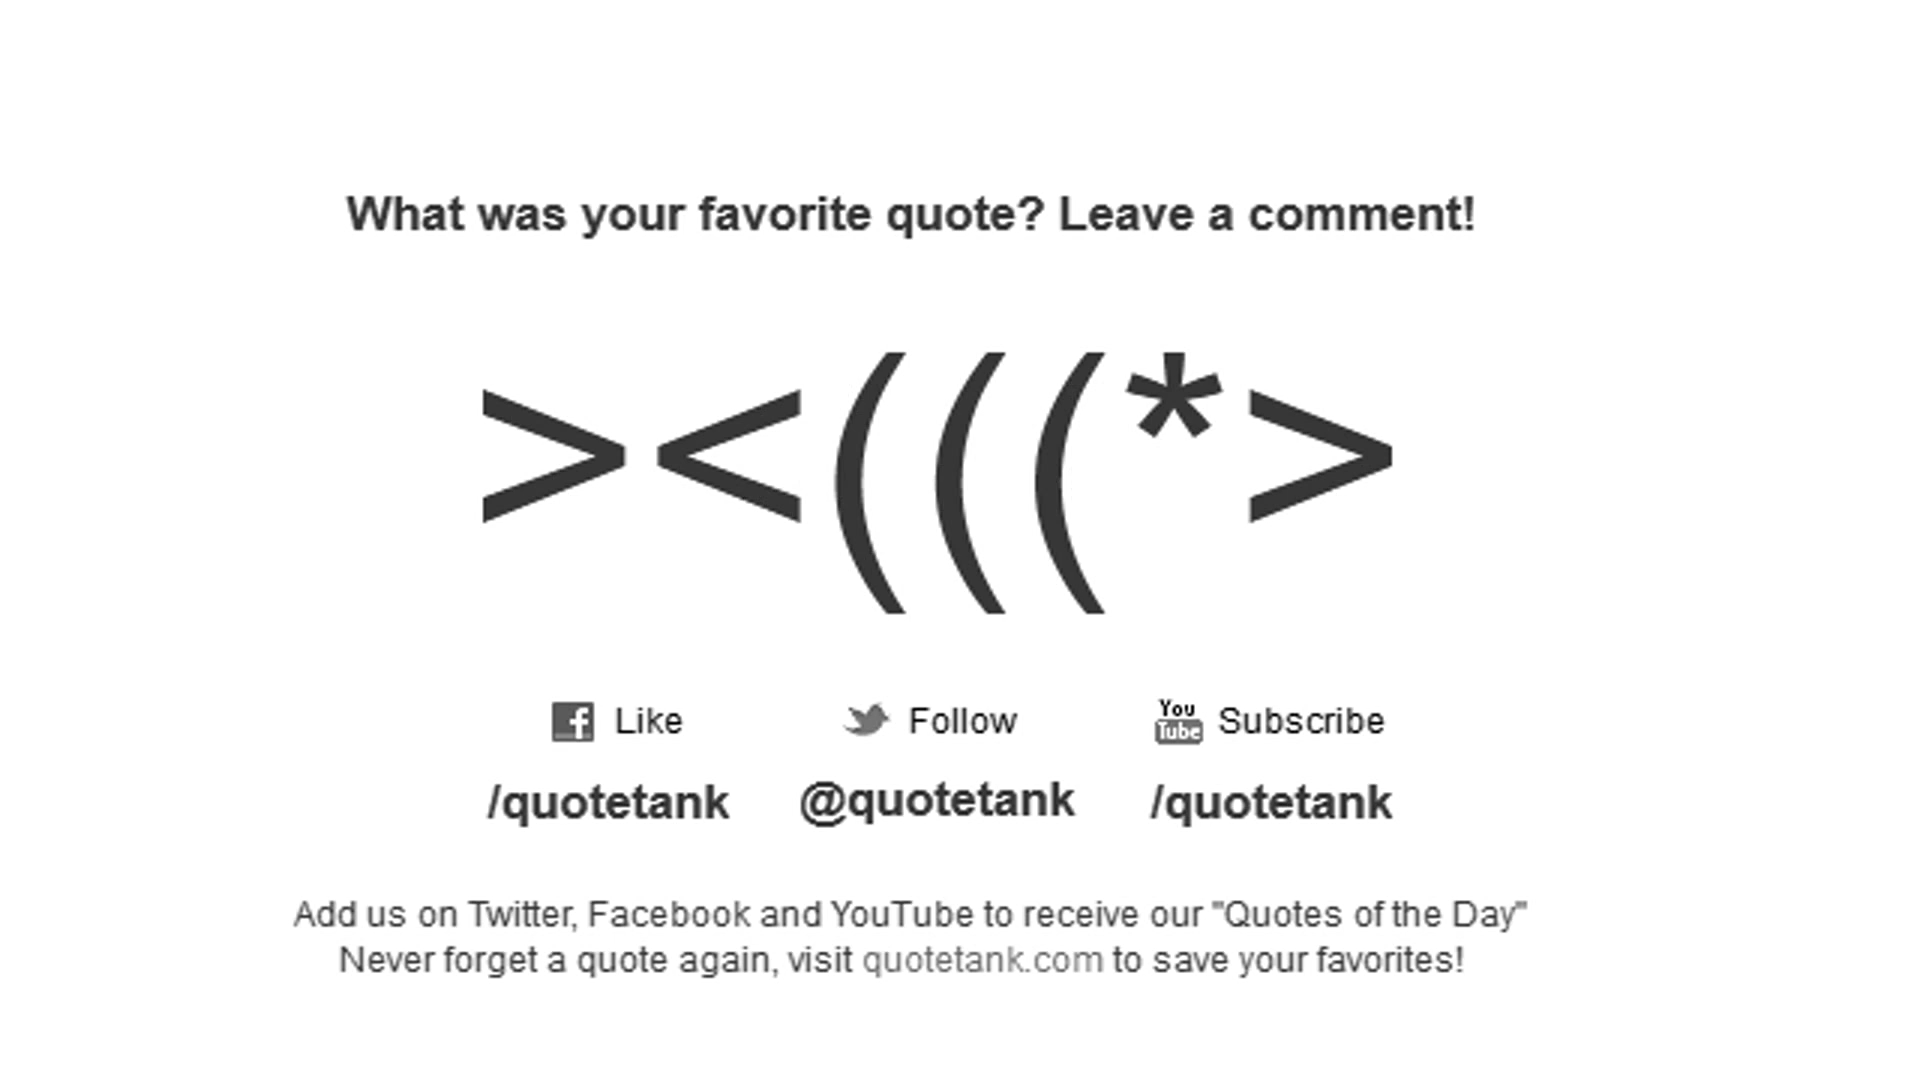 What was your favorite quote? Leave a comment!
><(((*>
f Like Follow You Tube Subscribe
/quotetank @quotetank /quotetank
Add us on Twitter, Facebook and YouTube to receive our "Quotes of the Day"
Never forget a quote again, visit quotetank.com to save your favorites!